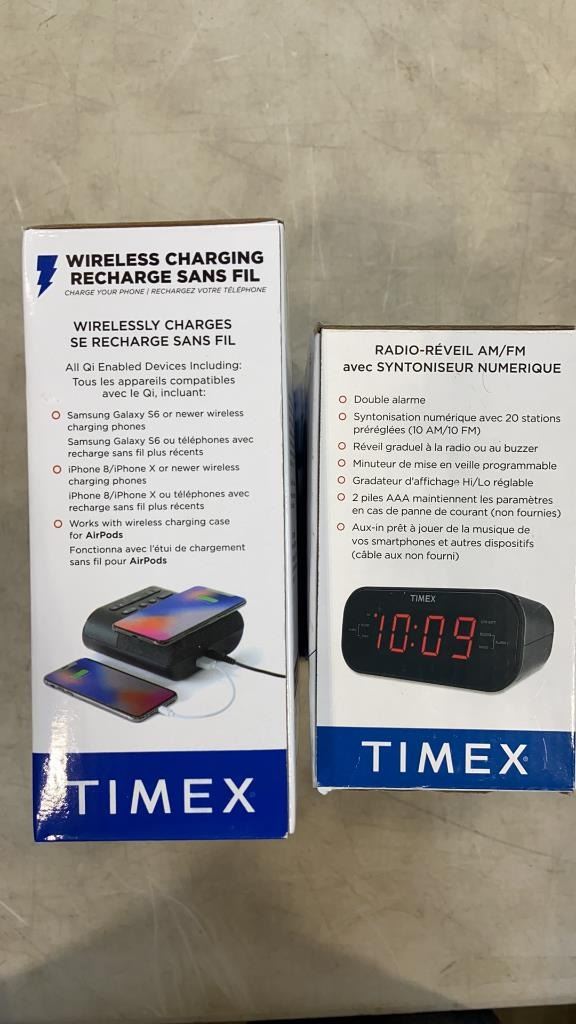 WIRELESS CHARGING
RECHARGE SANS FIL
CHARGE YOUR PHONE | RECHARGEZ VOTRE TÉLÉPHONE
WIRELESSLY CHARGES
SE RECHARGE SANS FIL
All Qi Enabled Devices Including:
Tous les appareils compatibles
avec le Qi, incluant:
Samsung Galaxy S6 or newer wireless
charging phones
Samsung Galaxy S6 ou téléphones avec
recharge sans fil plus récents
iPhone 8/iPhone X or newer wireless
charging phones
iPhone 8/iPhone X ou téléphones avec
recharge sans fil plus récents
Works with wireless charging case
for AirPods
Fonctionna avec l'étui de chargement
sans fil pour AirPods
TIMEX
RADIO-RÉVEIL AM/FM
avec SYNTONISEUR NUMERIQUE
Double alarme
Syntonisation numérique avec 20 stations
préréglées (10 AM/10 FM)
Réveil graduel à la radio ou au buzzer
Minuteur de mise en veille programmable
Gradateur d'affichage Hi/Lo réglable
2 piles AAA maintiennent les paramètres
en cas de panne de courant (non fournies)
Aux-in prêt à jouer de la musique de
vos smartphones et autres dispositifs
(câble aux non fourni)
TIMEX
10:09
TIMEX